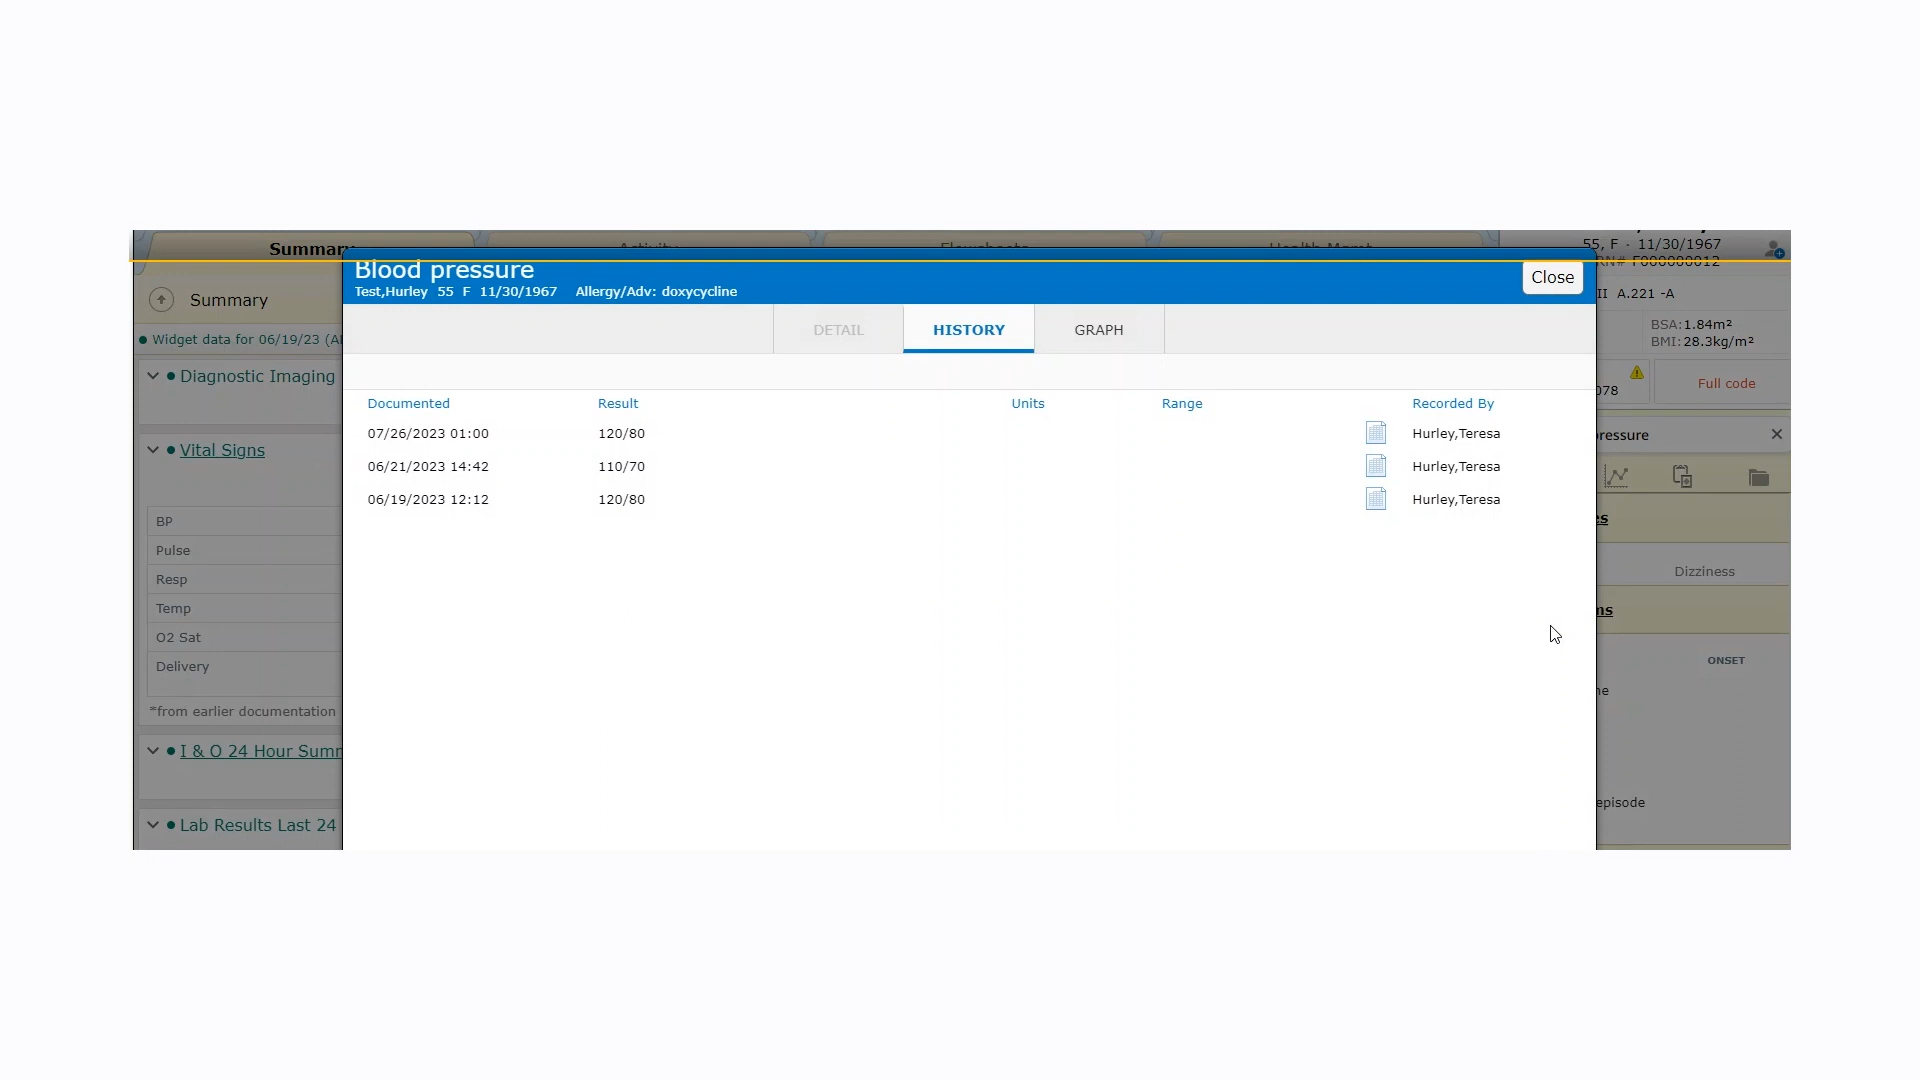 Summary
55, F · 11/30/1967
Blood pressure
Close
Test,Hurley 55 F 11/30/1967 Allergy/Adv: doxycycline
II A.221 -A
Summary
DETAIL HISTORY GRAPH
BSA:1.84m²
BMI:28.3kg/m²
Widget data for 06/19/23
Diagnostic Imaging
078
Full code
Documented Result Units Range Recorded By
07/26/2023 01:00 120/80 Hurley,Teresa
06/21/2023 14:42 110/70 Hurley,Teresa
06/19/2023 12:12 120/80 Hurley,Teresa
Vital Signs
BP
Pulse
Resp
Temp
O2 Sat
Delivery
*from earlier documentation
I & O 24 Hour
Lab Results Last 24
Dizziness
ONSET
episode